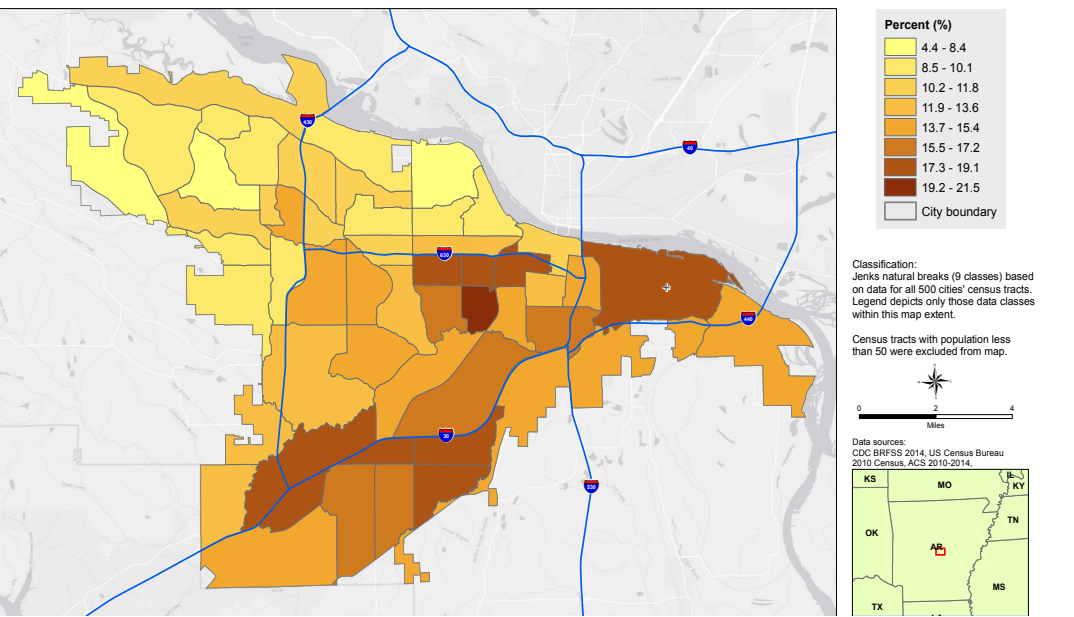 Percent (%)
4.4 - 8.4
8.5 - 10.1
10.2 - 11.8
11.9 - 13.6
13.7 - 15.4
15.5 - 17.2
17.3 - 19.1
19.2 - 21.5
City boundary
430
40
630
440
30
530
Classification:
Jenks natural breaks (9 classes) based
on data for all 500 cities' census tracts.
Legend depicts only those data classes
within this map extent.
Census tracts with population less
than 50 were excluded from map.
0 2 4
Miles
Data sources:
CDC BRFSS 2014, US Census Bureau
2010 Census, ACS 2010-2014,
KS
MO
IL
KY
TN
OK
AR
MS
TX